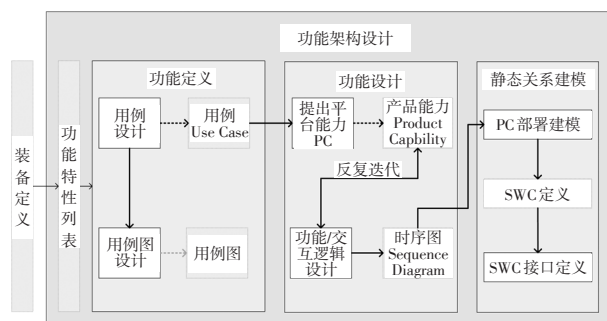 功能架构设计
装备定义
功能特性列表
功能定义
用例
设计
用例
Use Case
用例图
设计
用例图
功能设计
提出平
台能力
PC
产品能力
Product
Capbility
反复迭代
功能/交
互逻辑
设计
时序图
Sequence
Diagram
静态关系建模
PC部署建模
SWC定义
SWC接口定义